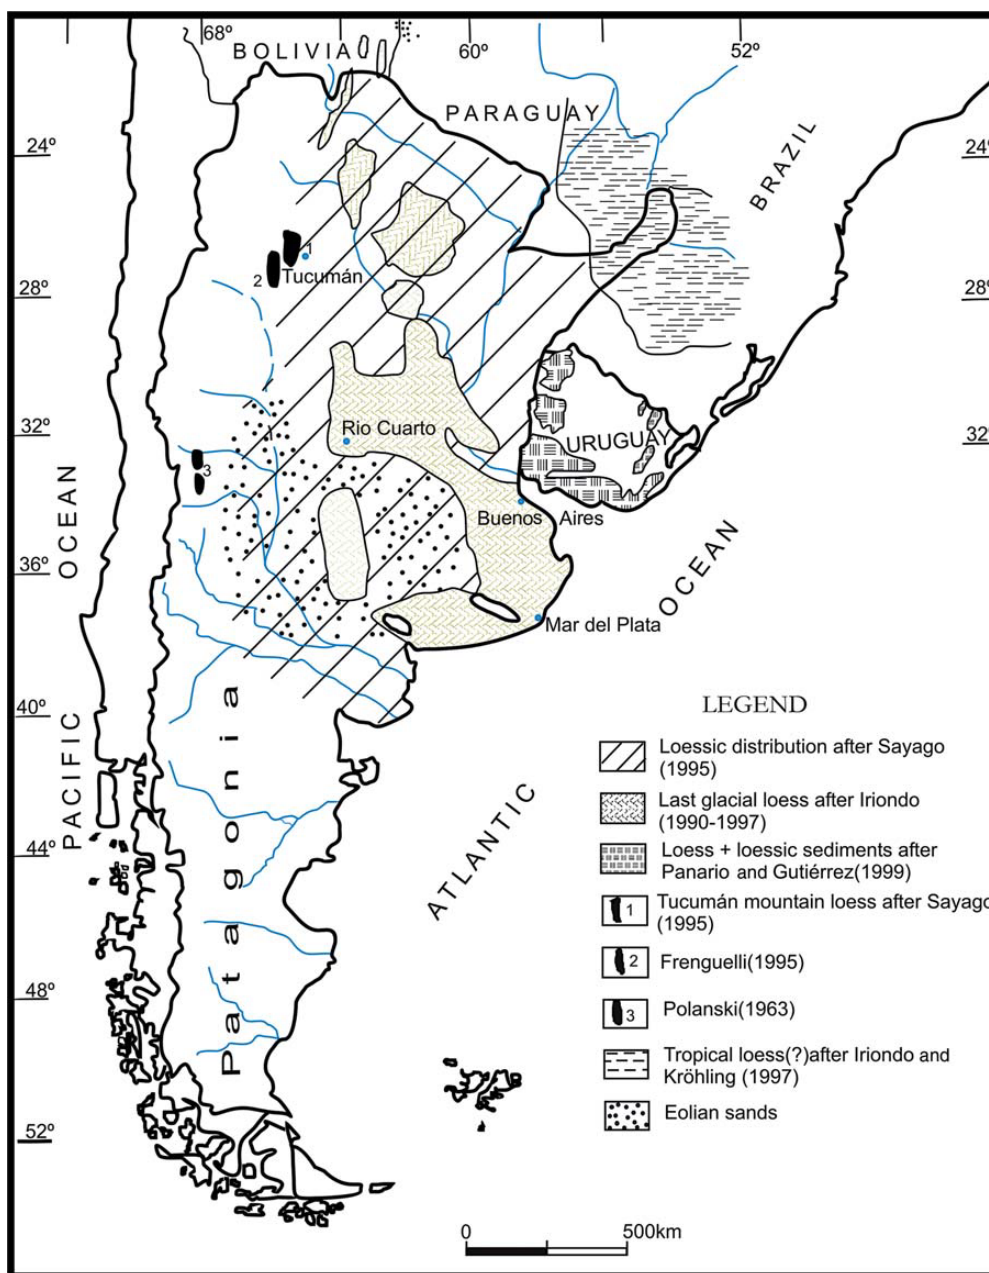 68º
60º
52º
BOLIVIA
PARAGUAY
BRAZIL
24º
24º
1
2
Tucumán
28º
28º
32º
32º
Rio Cuarto
URUGUAY
3
Buenos Aires
PACIFIC OCEAN
ATLANTIC OCEAN
36º
Mar del Plata
40º
Patagonia
44º
48º
52º
LEGEND
Loessic distribution after Sayago
(1995)
Last glacial loess after Iriondo
(1990-1997)
Loess + loessic sediments after
Panario and Gutiérrez(1999)
1
Tucumán mountain loess after Sayago
(1995)
2
Frenguelli(1995)
3
Polanski(1963)
Tropical loess(?)after Iriondo and
Kröhling (1997)
Eolian sands
0
500km